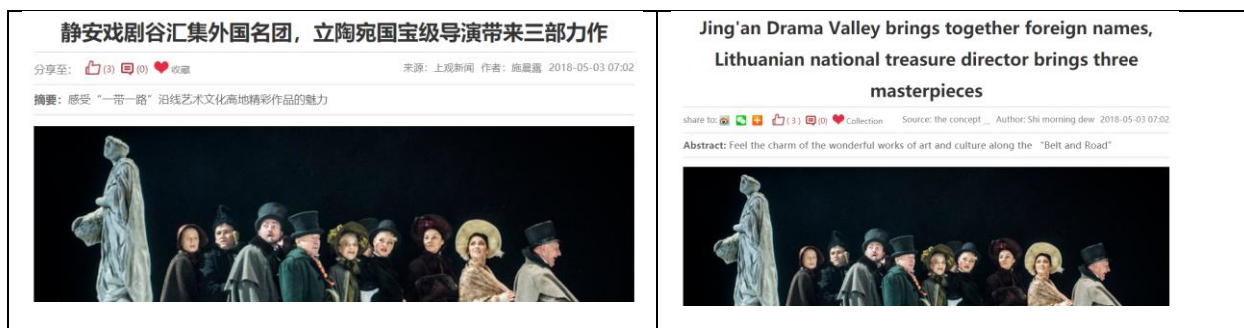 静安戏剧谷汇集外国名团，立陶宛国宝级导演带来三部力作
分享至： (3) (0) 收藏 来源：上观新闻 作者：施晨露 2018-05-03 07:02
摘要：感受“一带一路”沿线艺术文化高地精彩作品的魅力
Jing'an Drama Valley brings together foreign names,
Lithuanian national treasure director brings three
masterpieces
share to: ( 3 ) (0) Collection Source: the concept _ Author: Shi morning dew 2018-05-03 07:02
Abstract: Feel the charm of the wonderful works of art and culture along the "Belt and Road"